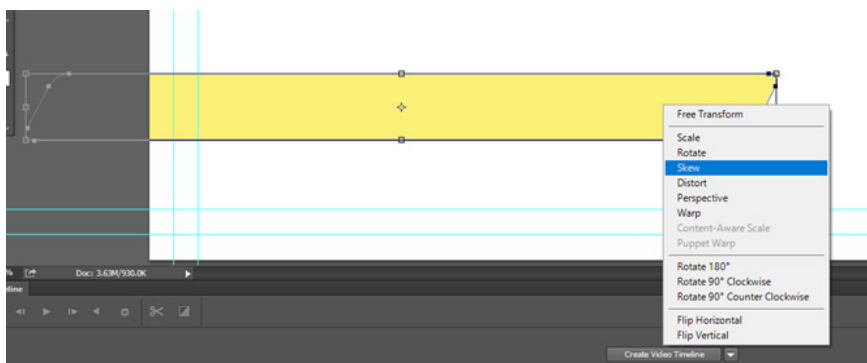 Free Transform
Scale
Rotate
Skew
Distort
Perspective
Warp
Content-Aware Scale
Puppet Warp
Rotate 180°
Rotate 90° Clockwise
Rotate 90° Counter Clockwise
Flip Horizontal
Flip Vertical
% Doc: 3.63M/930.0K
eline
Create Video Timeline